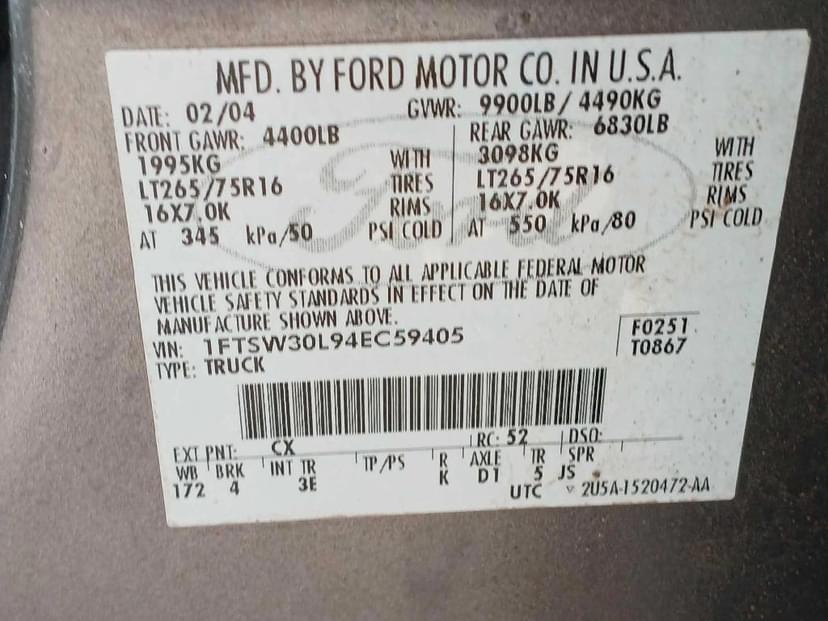 MFD. BY FORD MOTOR CO. IN U.S.A.
DATE: 02/04 GVWR: 9900LB / 4490KG
FRONT GAWR: 4400LB REAR GAWR: 6830LB
1995KG WITH 3098KG WITH
LT265/75R16 TIRES LT265/75R16 TIRES
16X7.0K RIMS 16X7.0K RIMS
AT 345 kPa/50 PSI COLD AT 550 kPa/80 PSI COLD
Ford
THIS VEHICLE CONFORMS TO ALL APPLICABLE FEDERAL MOTOR
VEHICLE SAFETY STANDARDS IN EFFECT ON THE DATE OF
MANUFACTURE SHOWN ABOVE.
VIN: 1FTSW30L94EC59405 F0251
TYPE: TRUCK T0867
EXT PNT: CX RC: 52 DSO:
WB BRK INT TR TP/PS R AXLE TR SPR
172 4 3E K D1 5 JS
UTC ▽ 2U5A-1520472-AA